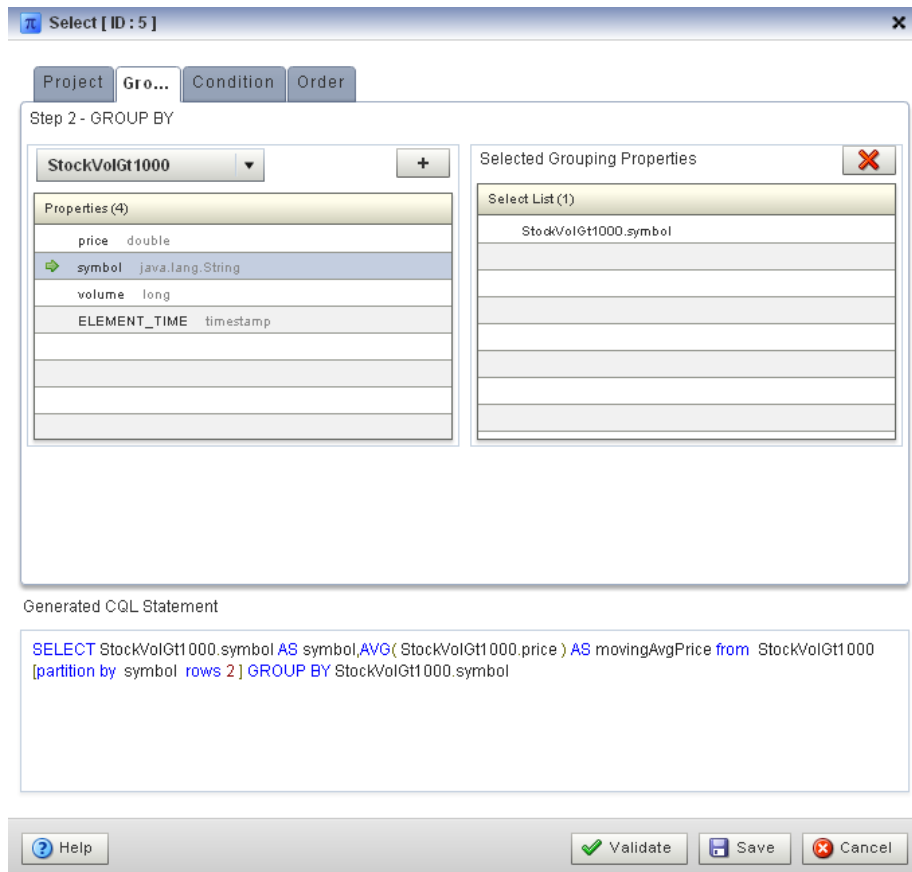 π Select [ ID : 5 ]
Project Gro... Condition Order
Step 2 - GROUP BY
StockVolGt1000 +
Properties (4)
price double
symbol java.lang.String
volume long
ELEMENT_TIME timestamp
Selected Grouping Properties
Select List (1)
StockVolGt1000.symbol
Generated CQL Statement
SELECT StockVolGt1000.symbol AS symbol,AVG( StockVolGt1000.price ) AS movingAvgPrice from StockVolGt1000
[partition by symbol rows 2 ] GROUP BY StockVolGt1000.symbol
? Help Validate Save Cancel